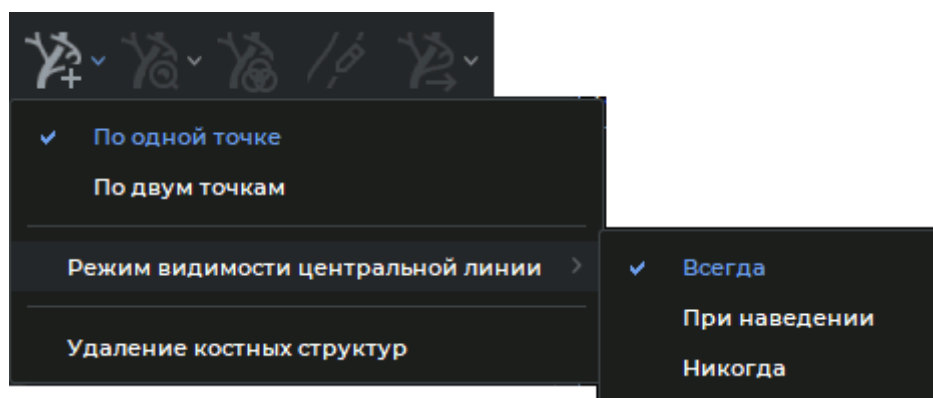 По одной точке
По двум точкам
Режим видимости центральной линии
Всегда
При наведении
Удаление костных структур
Никогда